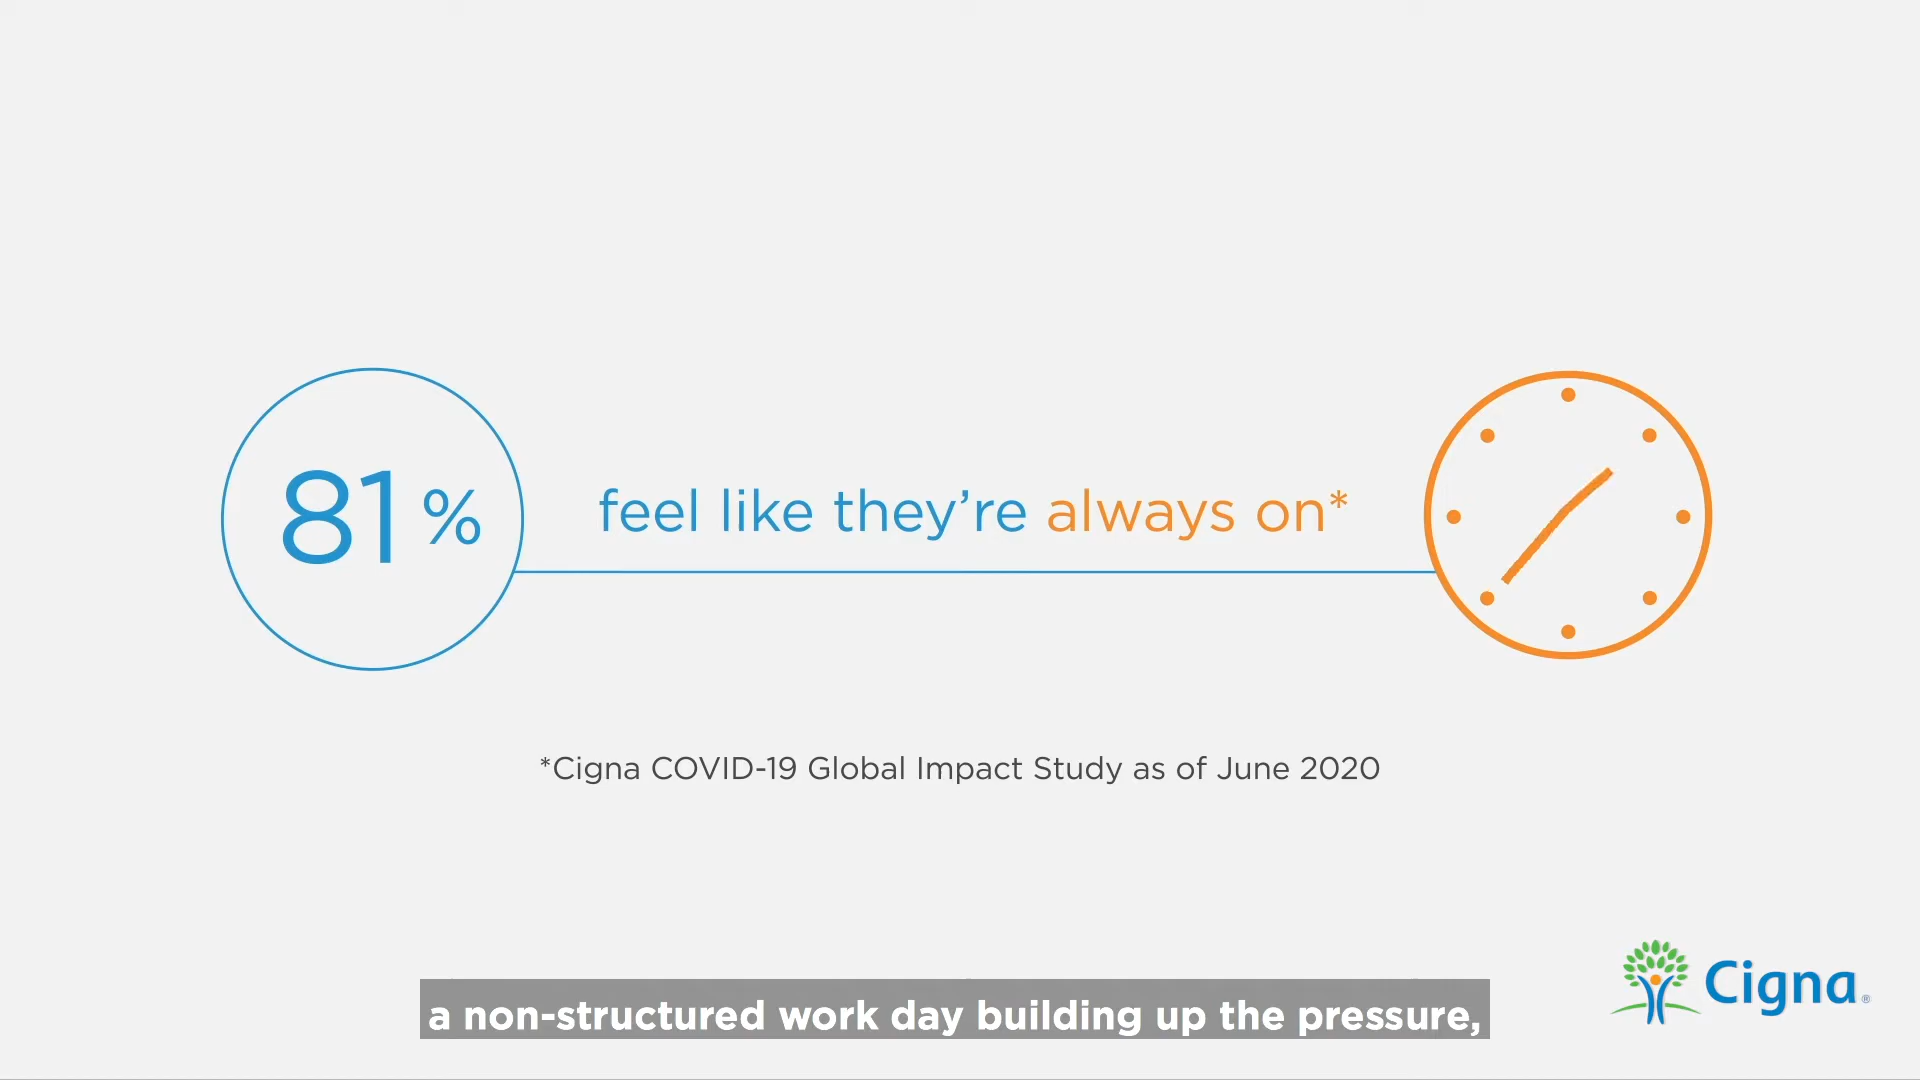 81 %
feel like they're always on*
*Cigna COVID-19 Global Impact Study as of June 2020
Cigna®
a non-structured work day building up the pressure,